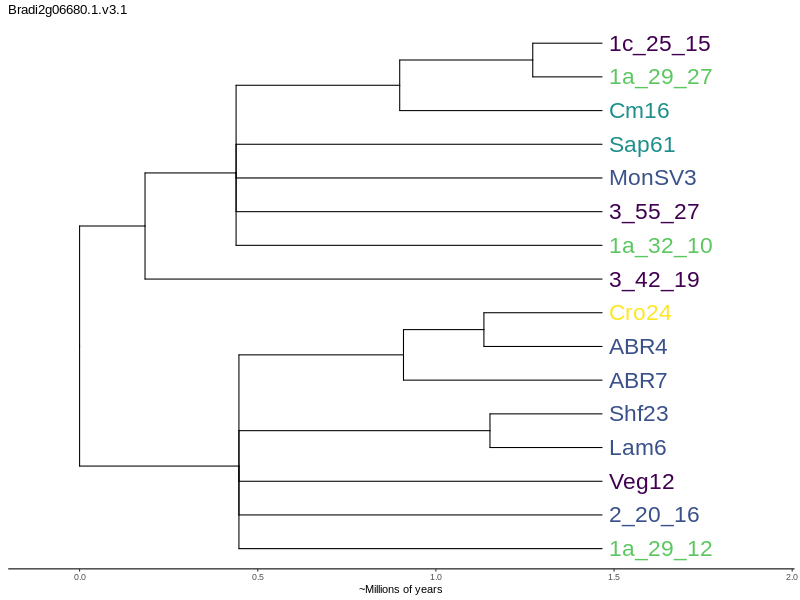 Bradi2g06680.1.v3.1
1c_25_15
1a_29_27
Cm16
Sap61
MonSV3
3_55_27
1a_32_10
3_42_19
Cro24
ABR4
ABR7
Shf23
Lam6
Veg12
2_20_16
1a_29_12
0.0 0.5 1.0 1.5 2.0
~Millions of years